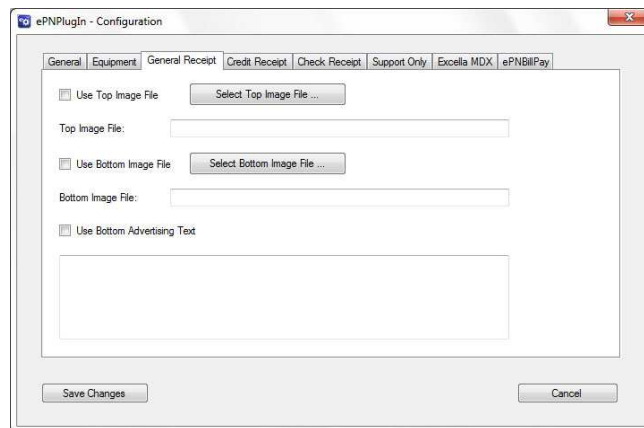 ePNPlugIn - Configuration
General Equipment General Receipt Credit Receipt Check Receipt Support Only Excella MDX ePNBillPay
Use Top Image File Select Top Image File ...
Top Image File:
Use Bottom Image File Select Bottom Image File ...
Bottom Image File:
Use Bottom Advertising Text
Save Changes Cancel